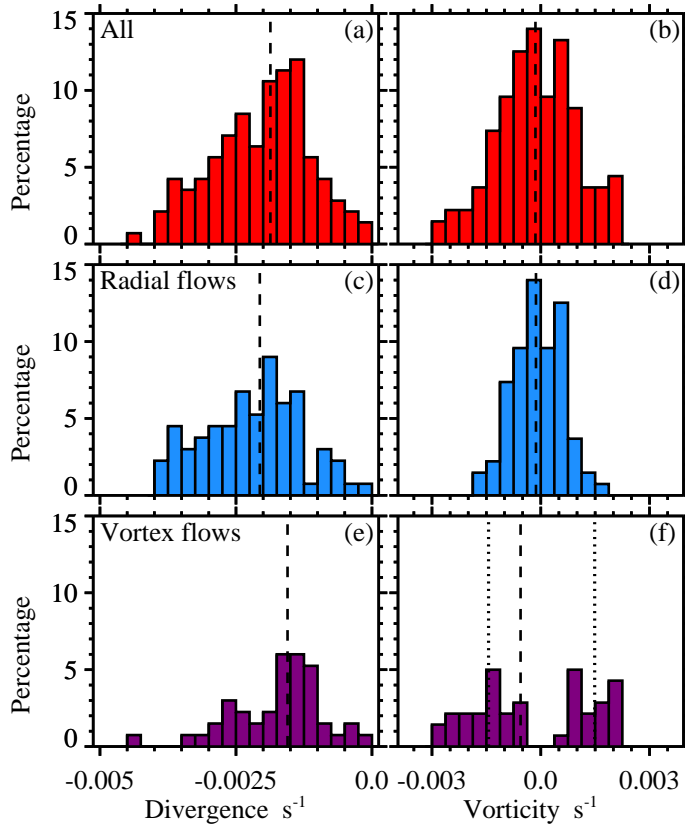 15
All
(a)
(b)
10
5
0
Percentage
15
Radial flows
(c)
(d)
10
5
0
Percentage
15
Vortex flows
(e)
(f)
10
5
0
Percentage
-0.005 -0.0025 0.0
-0.003 0.0 0.003
Divergence s⁻¹
Vorticity s⁻¹